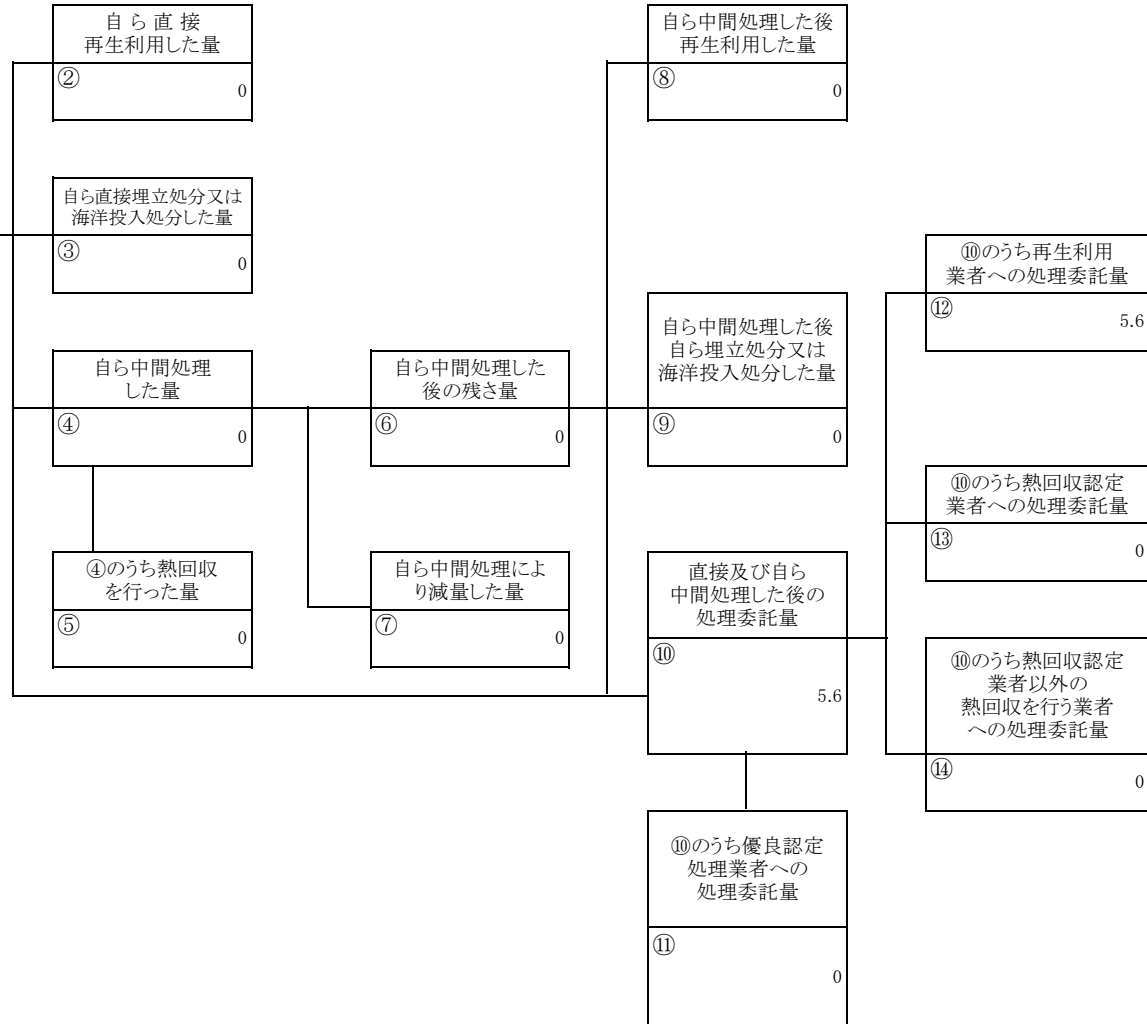 自 ら 直 接
再生利用した量
②
0
自ら直接埋立処分又は
海洋投入処分した量
③
0
自ら中間処理
した量
④
0
④のうち熱回収
を行った量
⑤
0
自ら中間処理した
後の残さ量
⑥
0
自ら中間処理によ
り減量した量
⑦
0
自ら中間処理した後
再生利用した量
⑧
0
自ら中間処理した後
自ら埋立処分又は
海洋投入処分した量
⑨
0
直接及び自ら
中間処理した後の
処理委託量
⑩
5.6
⑩のうち優良認定
処理業者への
処理委託量
⑪
0
⑩のうち再生利用
業者への処理委託量
⑫
5.6
⑩のうち熱回収認定
業者への処理委託量
⑬
0
⑩のうち熱回収認定
業者以外の
熱回収を行う業者
への処理委託量
⑭
0